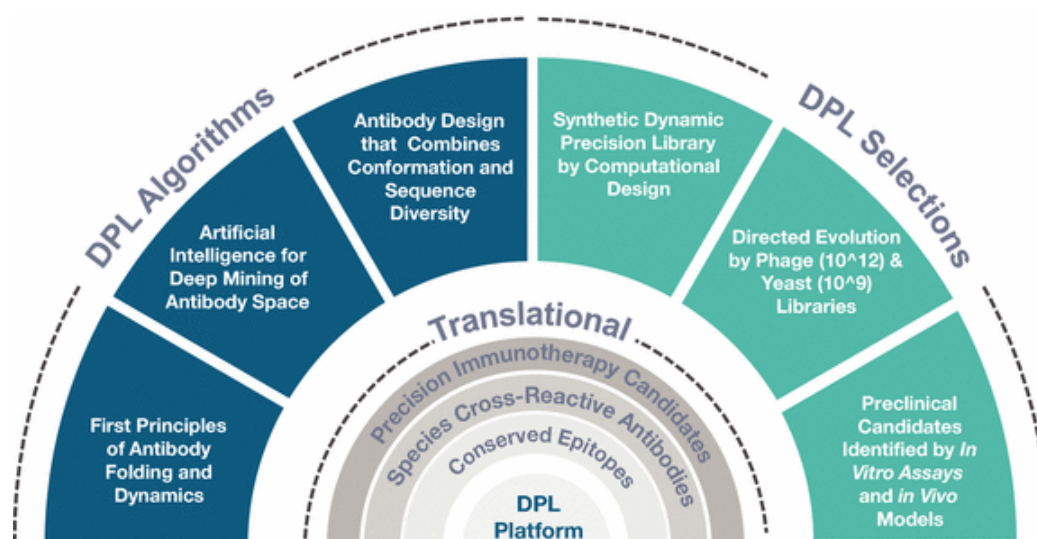 DPL Algorithms
DPL Selections
First Principles
of Antibody
Folding and
Dynamics
Artificial
Intelligence for
Deep Mining of
Antibody Space
Antibody Design
that Combines
Conformation and
Sequence
Diversity
Synthetic Dynamic
Precision Library
by Computational
Design
Directed Evolution
by Phage (10^12) &
Yeast (10^9)
Libraries
Preclinical
Candidates
Identified by In
Vitro Assays
and in Vivo
Models
Translational
Precision Immunotherapy Candidates
Species Cross-Reactive Antibodies
Conserved Epitopes
DPL
Platform